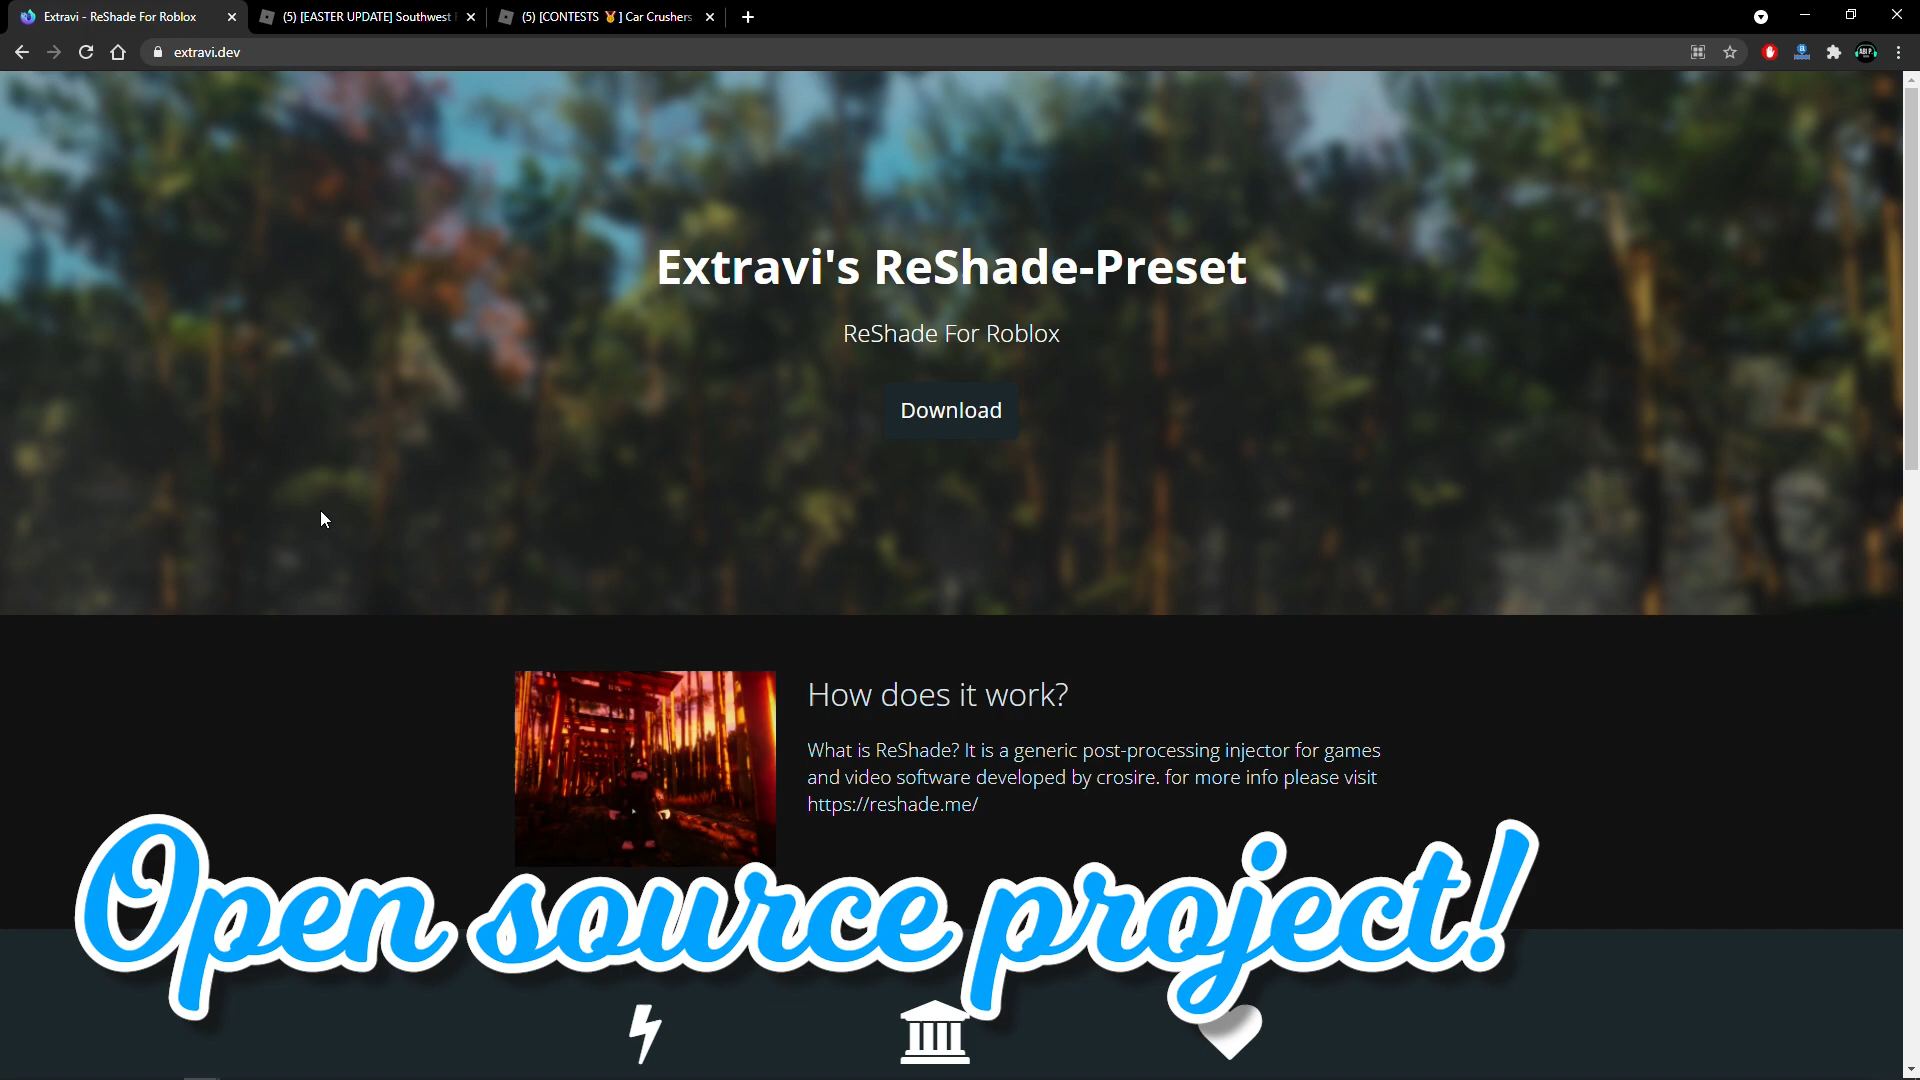 Extravi - ReShade For Roblox
(5) [EASTER UPDATE] Southwest
(5) [CONTESTS 🥇] Car Crushers
extravi.dev
Extravi's ReShade-Preset
ReShade For Roblox
Download
How does it work?
What is ReShade? It is a generic post-processing injector for games
and video software developed by crosire. for more info please visit
https://reshade.me/
Open source project!